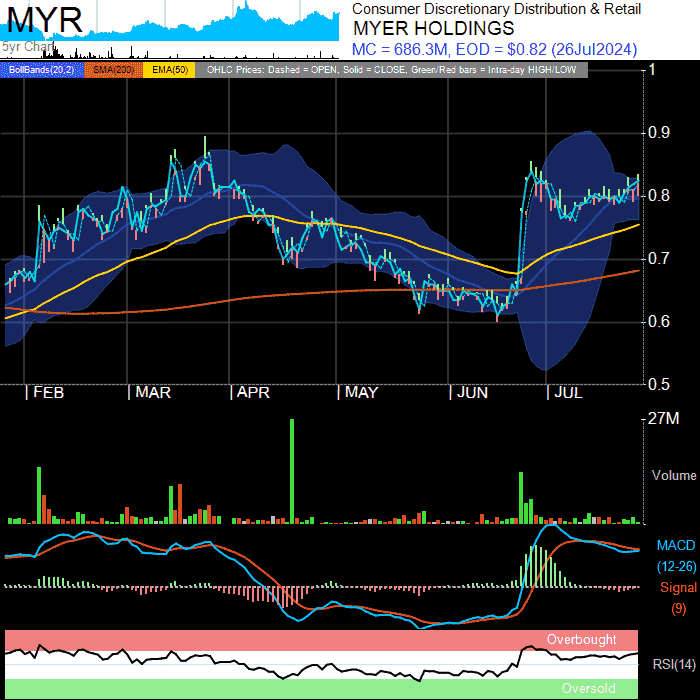 MYR
5yr Chart
Consumer Discretionary Distribution & Retail
MYER HOLDINGS
MC = 686.3M, EOD = $0.82 (26Jul2024)
BollBands(20,2) SMA(200) EMA(50) OHLC Prices: Dashed = OPEN, Solid = CLOSE, Green/Red bars = Intra-day HIGH/LOW
1
0.9
0.8
0.7
0.6
0.5
FEB MAR APR MAY JUN JUL
27M
Volume
MACD
(12-26)
Signal
(9)
Overbought
RSI(14)
Oversold